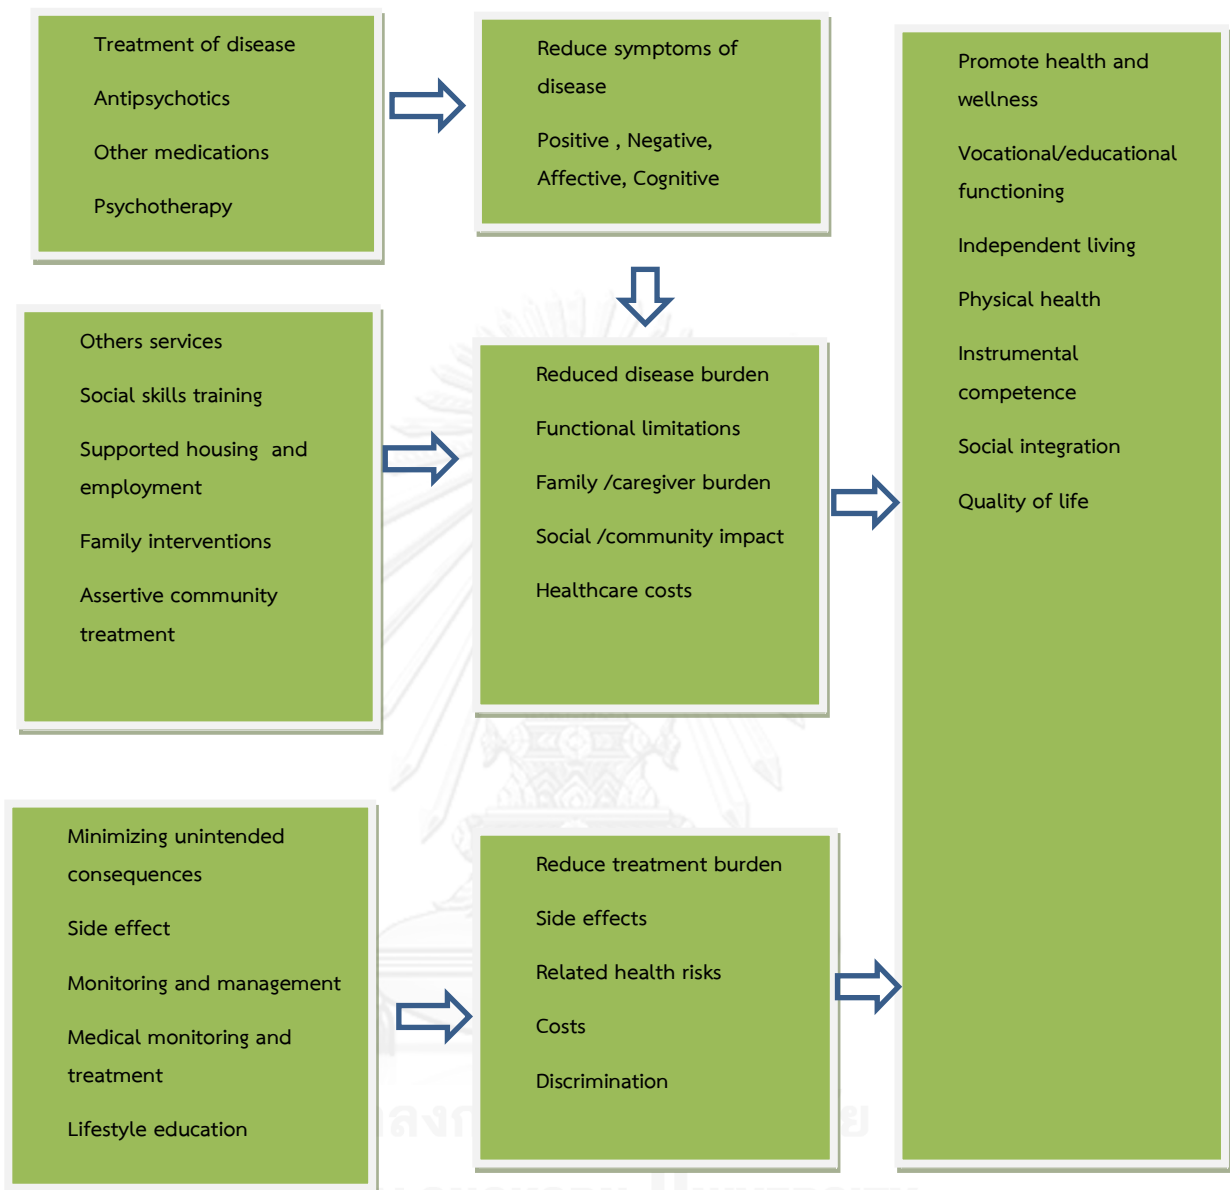 Treatment of disease
Antipsychotics
Other medications
Psychotherapy
Reduce symptoms of
disease
Positive , Negative,
Affective, Cognitive
Promote health and
wellness
Vocational/educational
functioning
Independent living
Physical health
Instrumental
competence
Social integration
Quality of life
Others services
Social skills training
Supported housing  and
employment
Family interventions
Assertive community
treatment
Reduced disease burden
Functional limitations
Family /caregiver burden
Social /community impact
Healthcare costs
Minimizing unintended
consequences
Side effect
Monitoring and management
Medical monitoring and
treatment
Lifestyle education
Reduce treatment burden
Side effects
Related health risks
Costs
Discrimination